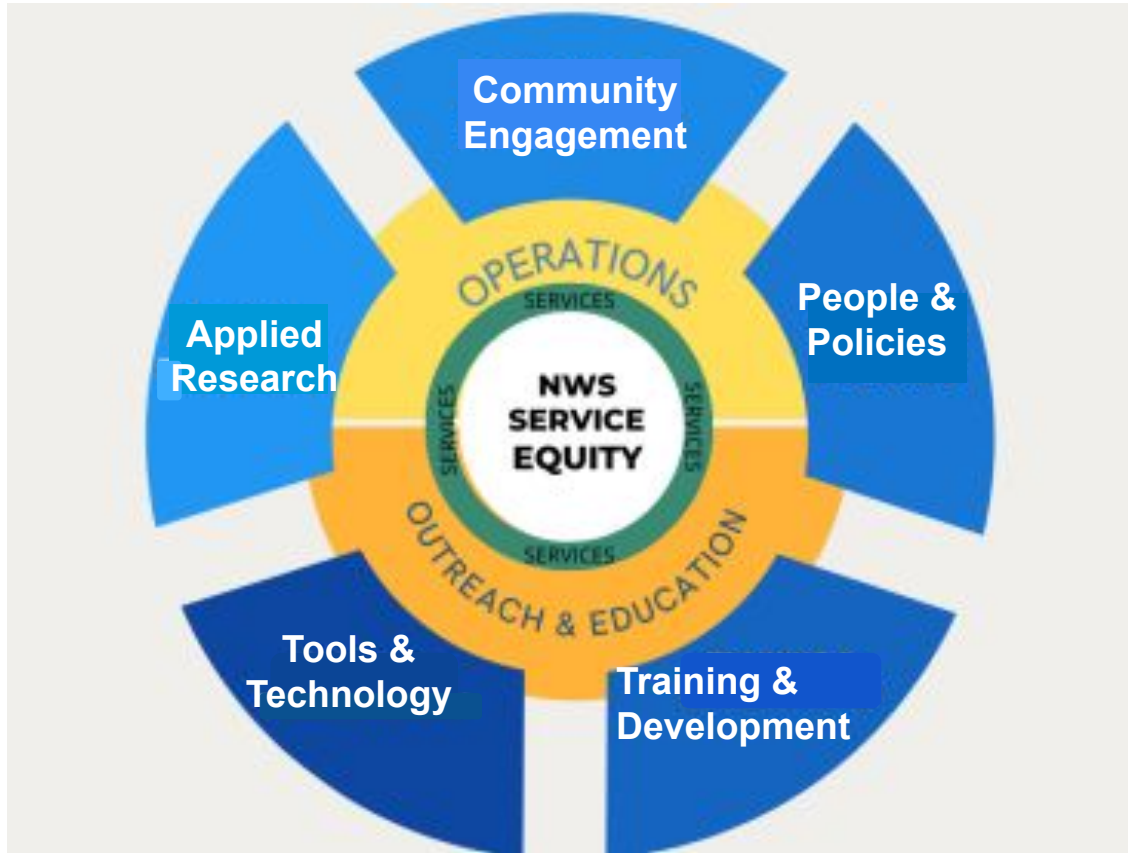 Community
Engagement
OPERATIONS
SERVICES
People &
Policies
Applied
Research
NWS
SERVICE
EQUITY
SERVICES
SERVICES
SERVICES
OUTREACH & EDUCATION
Tools &
Technology
Training &
Development